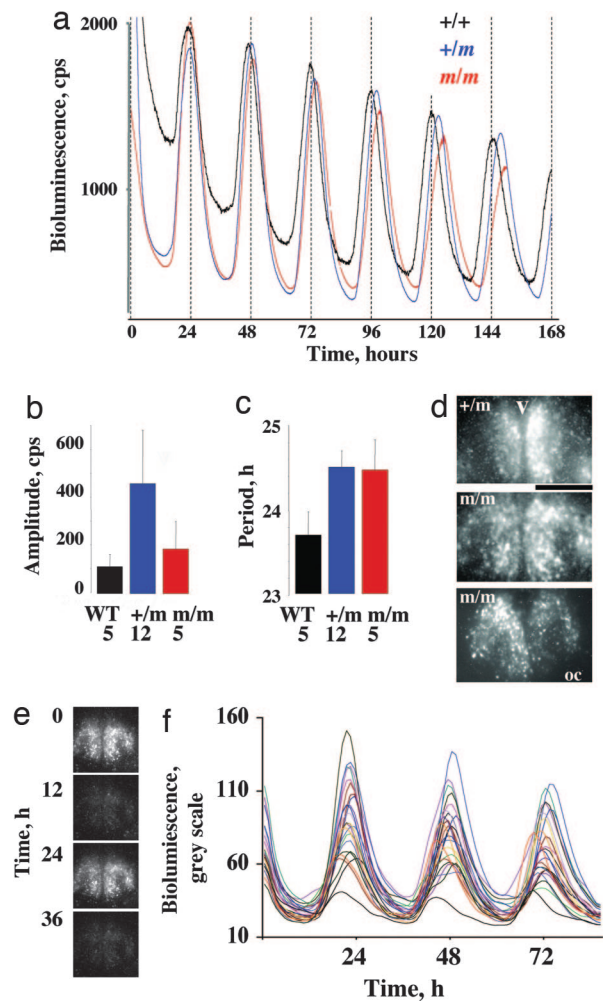 a
2000
1000
Bioluminescence, cps
+/+
+/m
m/m
0 24 48 72 96 120 144 168
Time, hours
b
600
400
200
0
Amplitude, cps
WT +/m m/m
5 12 5
c
25
24
23
Period, h
WT +/m m/m
5 12 5
d
+/m
V
m/m
m/m
oc
e
0
12
24
36
Time, h
f
160
110
60
10
Biolumiescence,
grey scale
24 48 72
Time, h